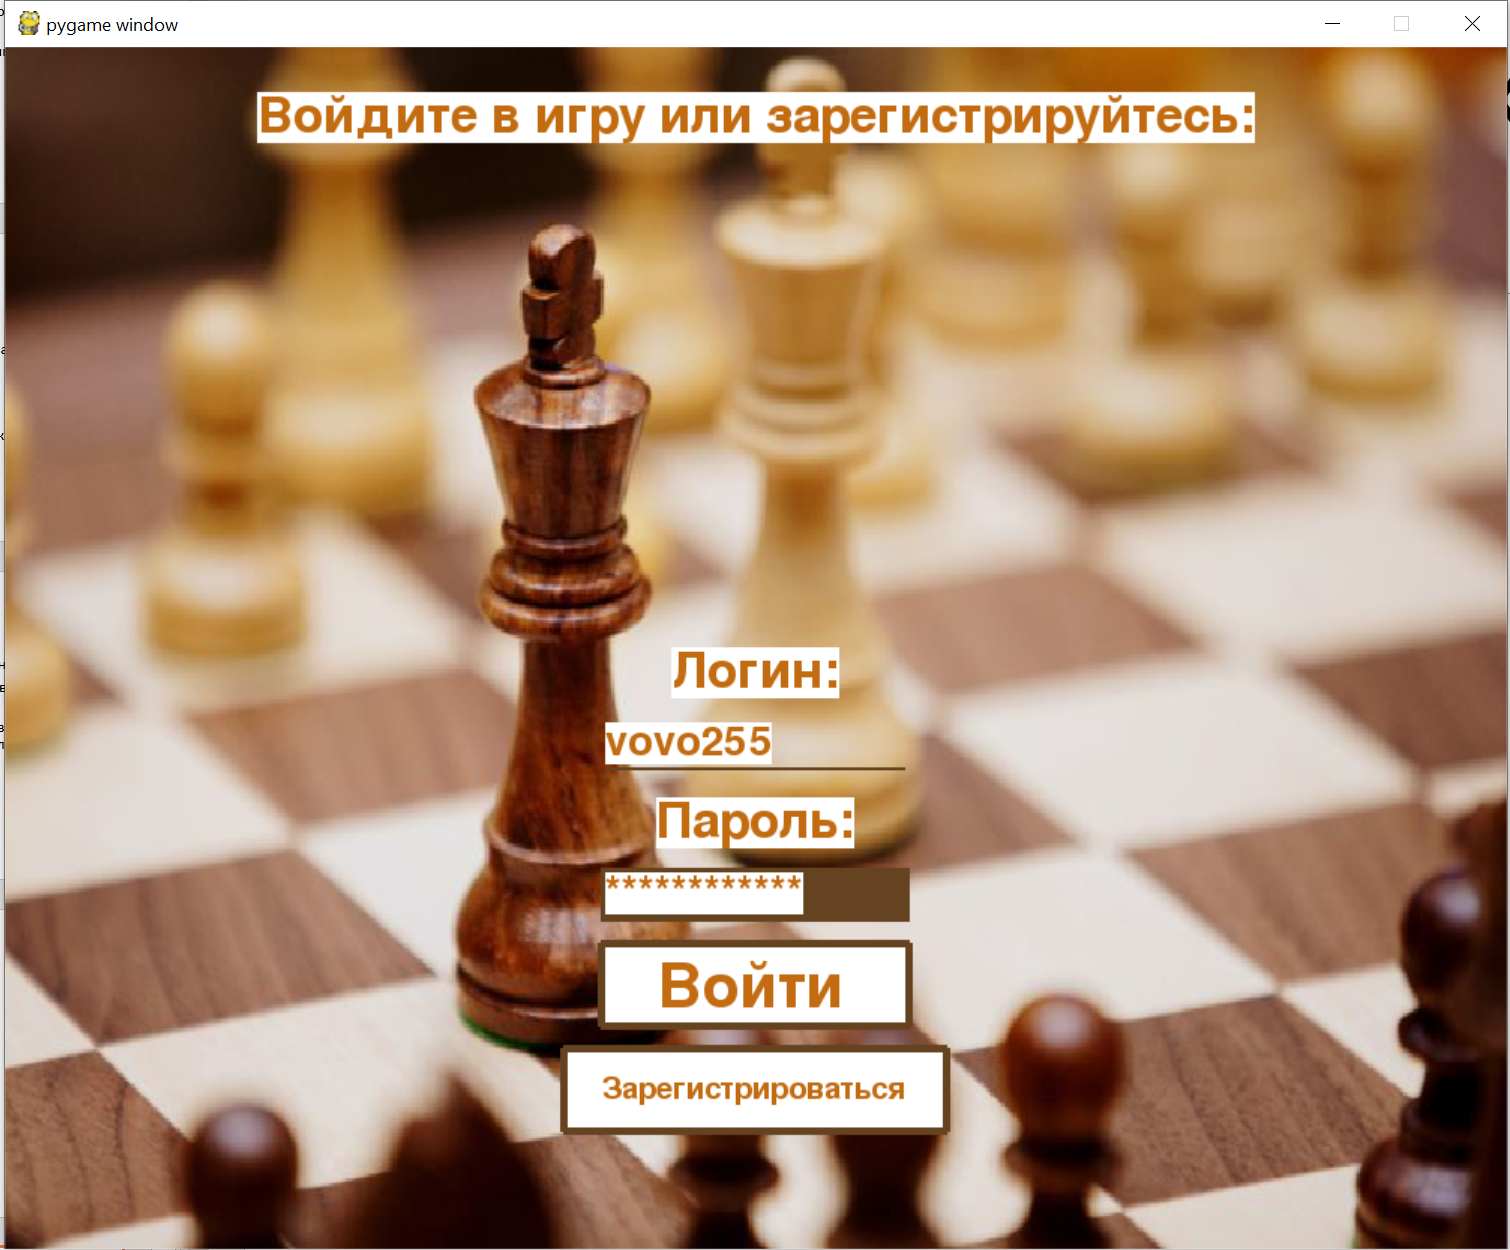 pygame window
Войдите в игру или зарегистрируйтесь:
Логин:
vovo255
Пароль:
************
Войти
Зарегистрироваться